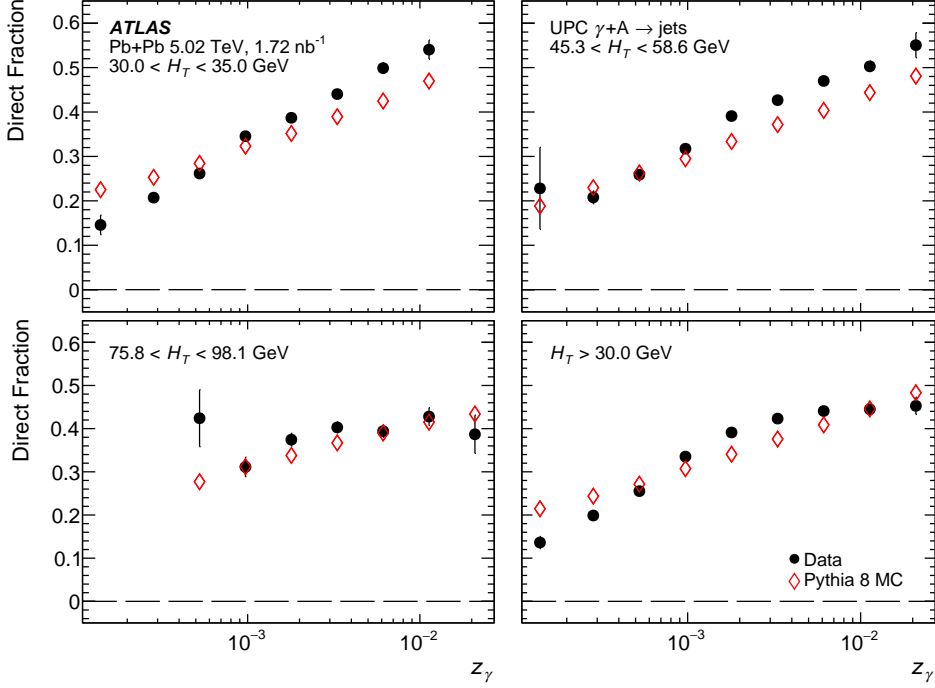 ATLAS
Pb+Pb 5.02 TeV, 1.72 nb⁻¹
30.0 < H_T < 35.0 GeV
Direct Fraction
0.6
0.5
0.4
0.3
0.2
0.1
0
UPC γ+A → jets
45.3 < H_T < 58.6 GeV
75.8 < H_T < 98.1 GeV
Direct Fraction
0.6
0.5
0.4
0.3
0.2
0.1
0
10⁻³
10⁻²
z_γ
H_T > 30.0 GeV
Data
Pythia 8 MC
10⁻³
10⁻²
z_γ